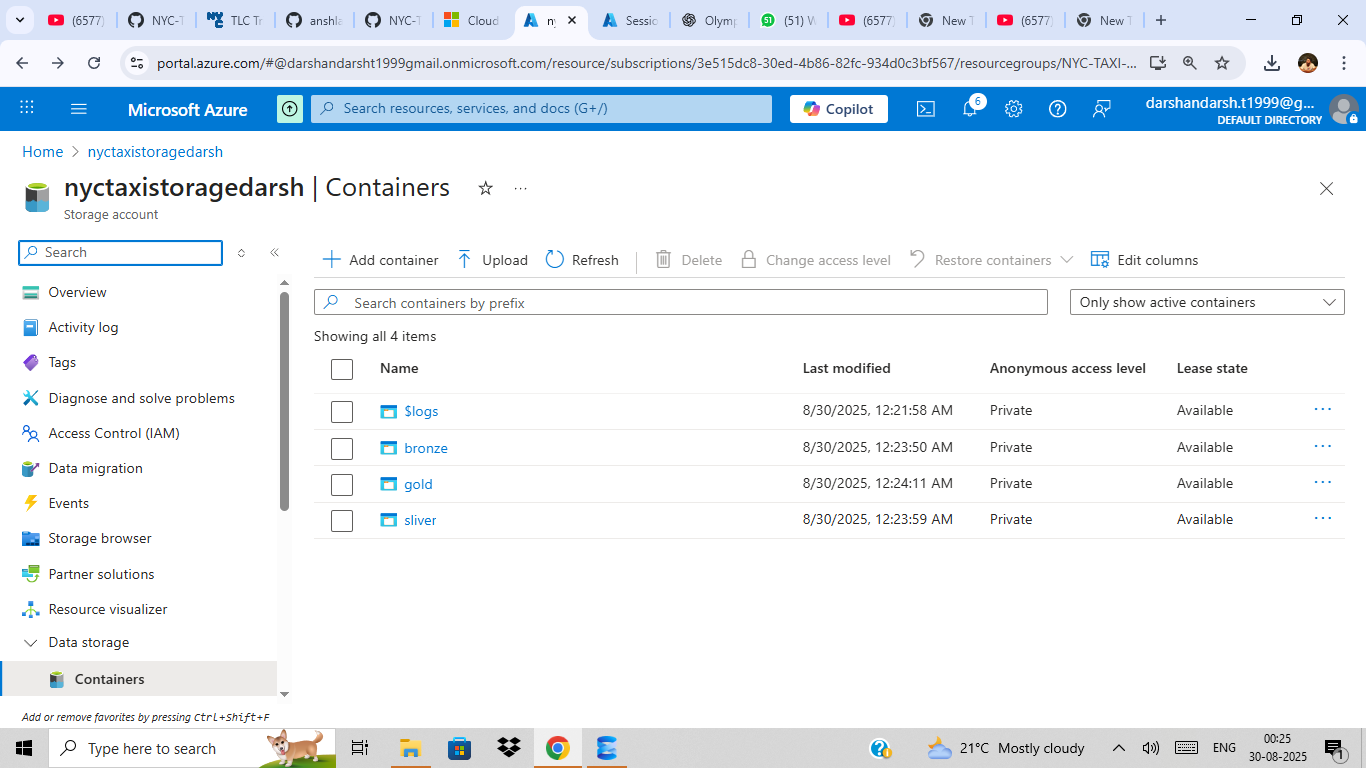 (6577) NYC-T TLC Tr anshla NYC-T Cloud ny Sessio Olymp (51) W (6577) New T (6577) New T
portal.azure.com/#@darshandarsht1999gmail.onmicrosoft.com/resource/subscriptions/3e515dc8-30ed-4b86-82fc-934d0c3bf567/resourcegroups/NYC-TAXI-...
Microsoft Azure Search resources, services, and docs (G+/) Copilot 6 darshandarsh.t1999@g...
DEFAULT DIRECTORY
Home > nyctaxistoragedarsh
nyctaxistoragedarsh | Containers
Storage account
Search
Add container Upload Refresh Delete Change access level Restore containers Edit columns
Overview
Activity log
Tags
Diagnose and solve problems
Access Control (IAM)
Data migration
Events
Storage browser
Partner solutions
Resource visualizer
Data storage
Containers
Add or remove favorites by pressing Ctrl+Shift+F
Search containers by prefix Only show active containers
Showing all 4 items
Name Last modified Anonymous access level Lease state
$logs 8/30/2025, 12:21:58 AM Private Available
bronze 8/30/2025, 12:23:50 AM Private Available
gold 8/30/2025, 12:24:11 AM Private Available
sliver 8/30/2025, 12:23:59 AM Private Available
Type here to search 21°C Mostly cloudy ENG 00:25
30-08-2025 1